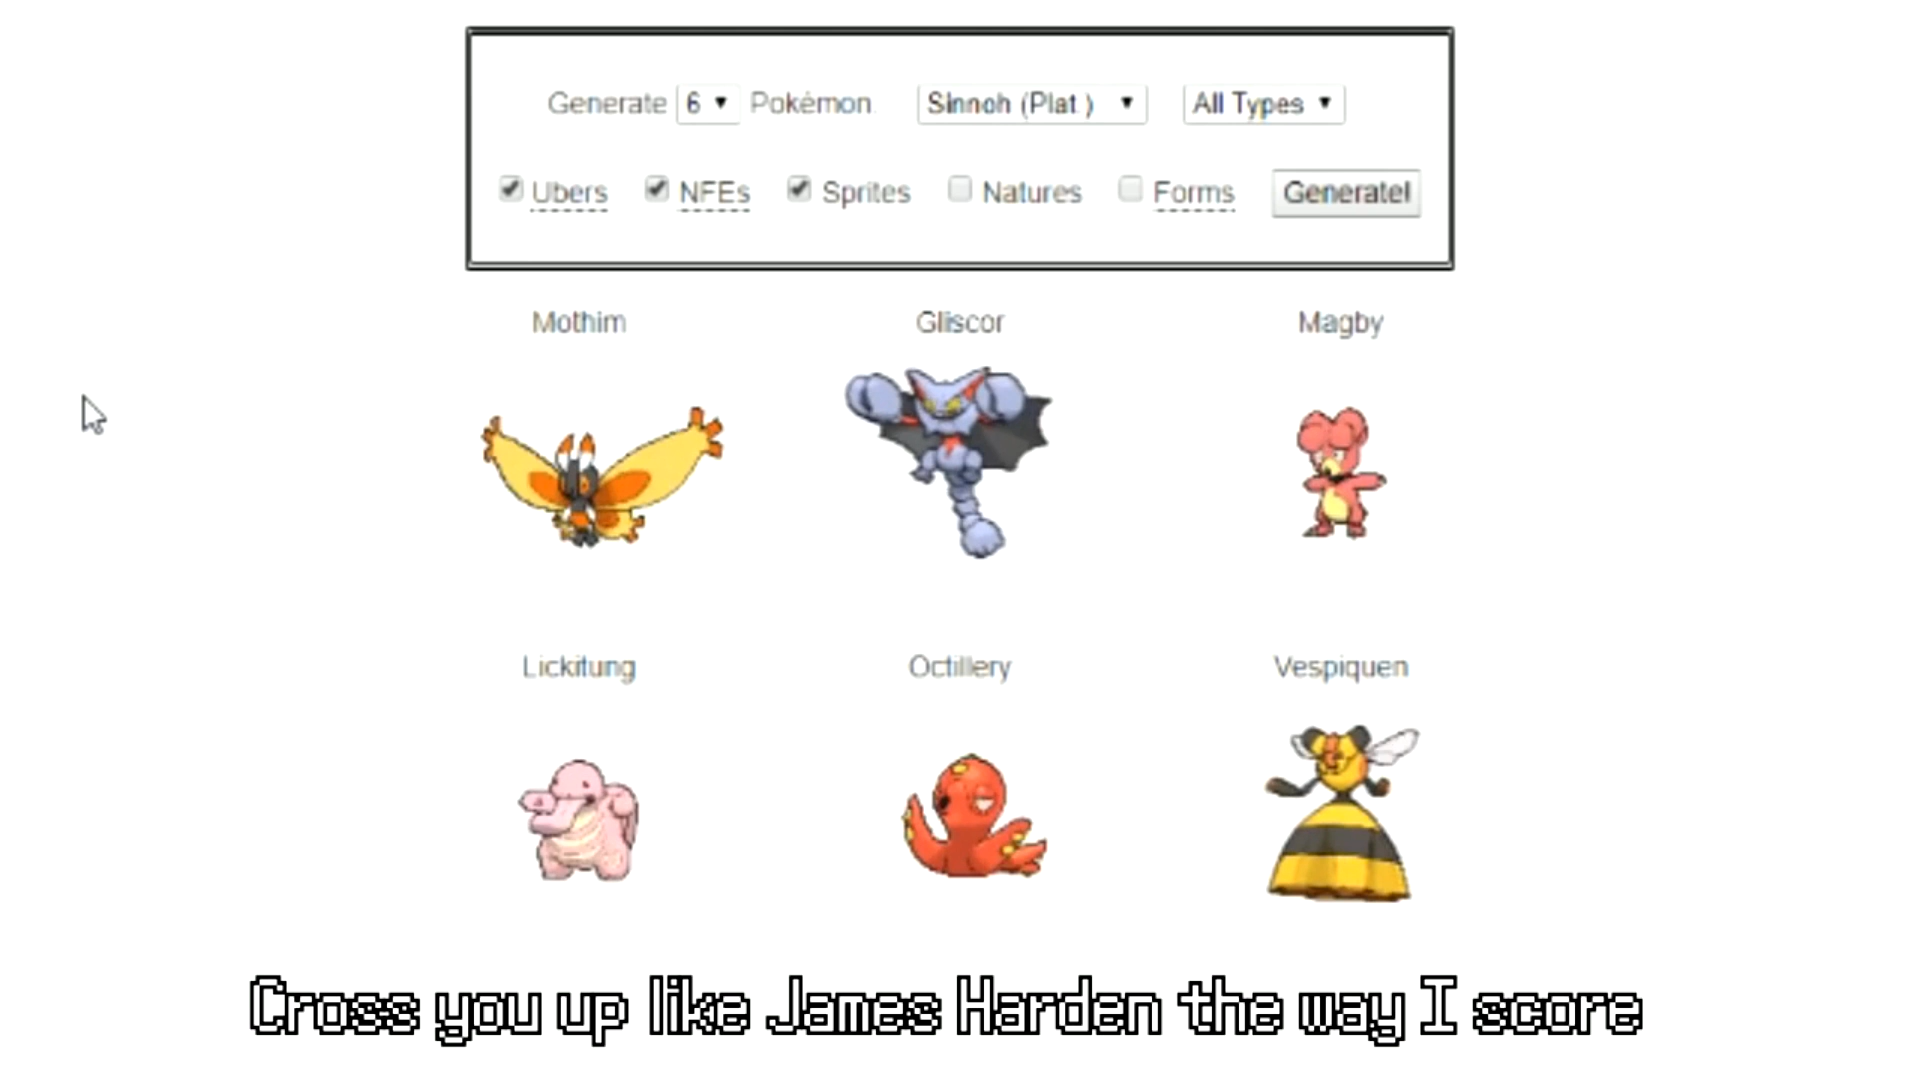 Generate 6 Pokémon Sinnoh (Plat.) All Types
Ubers NFEs Sprites Natures Forms Generate!
Mothim Gliscor Magby
Lickitung Octillery Vespiquen
Cross you up like James Harden the way I score